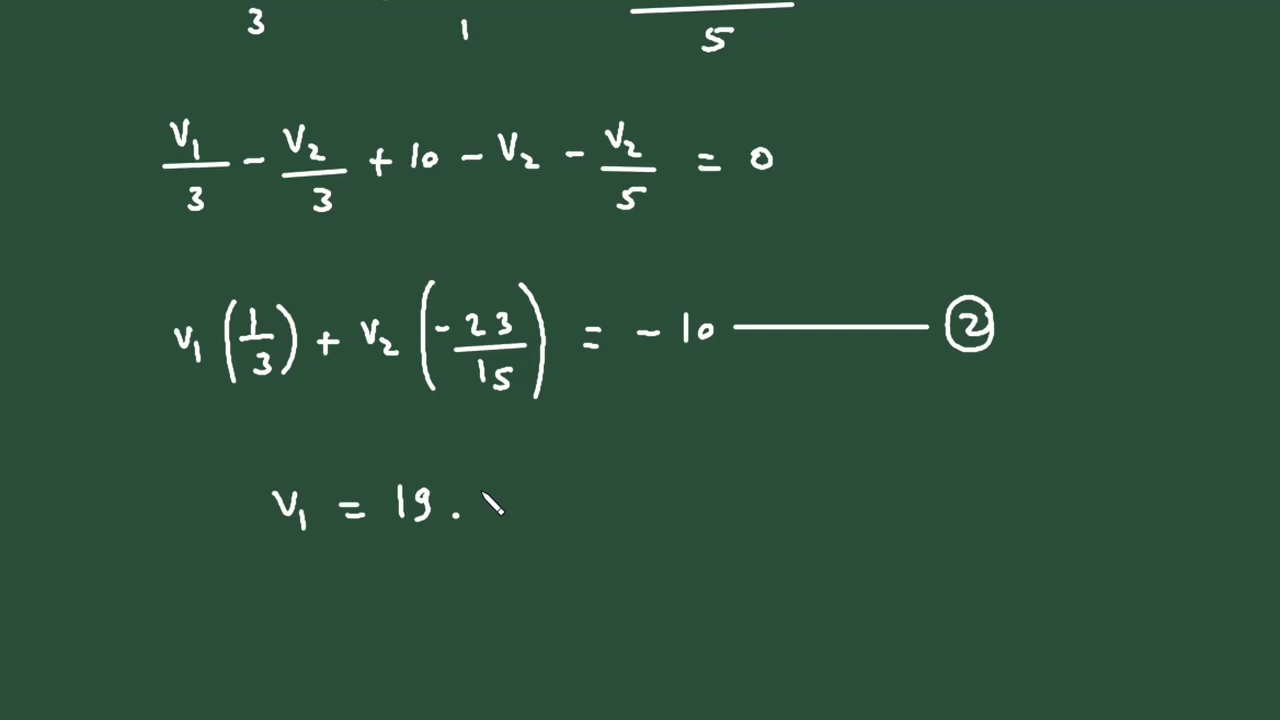 3 1 5
V₁/3 - V₂/3 + 10 - V₂ - V₂/5 = 0
V₁ (1/3) + V₂ (-23/15) = -10 ——— ②
V₁ = 19.